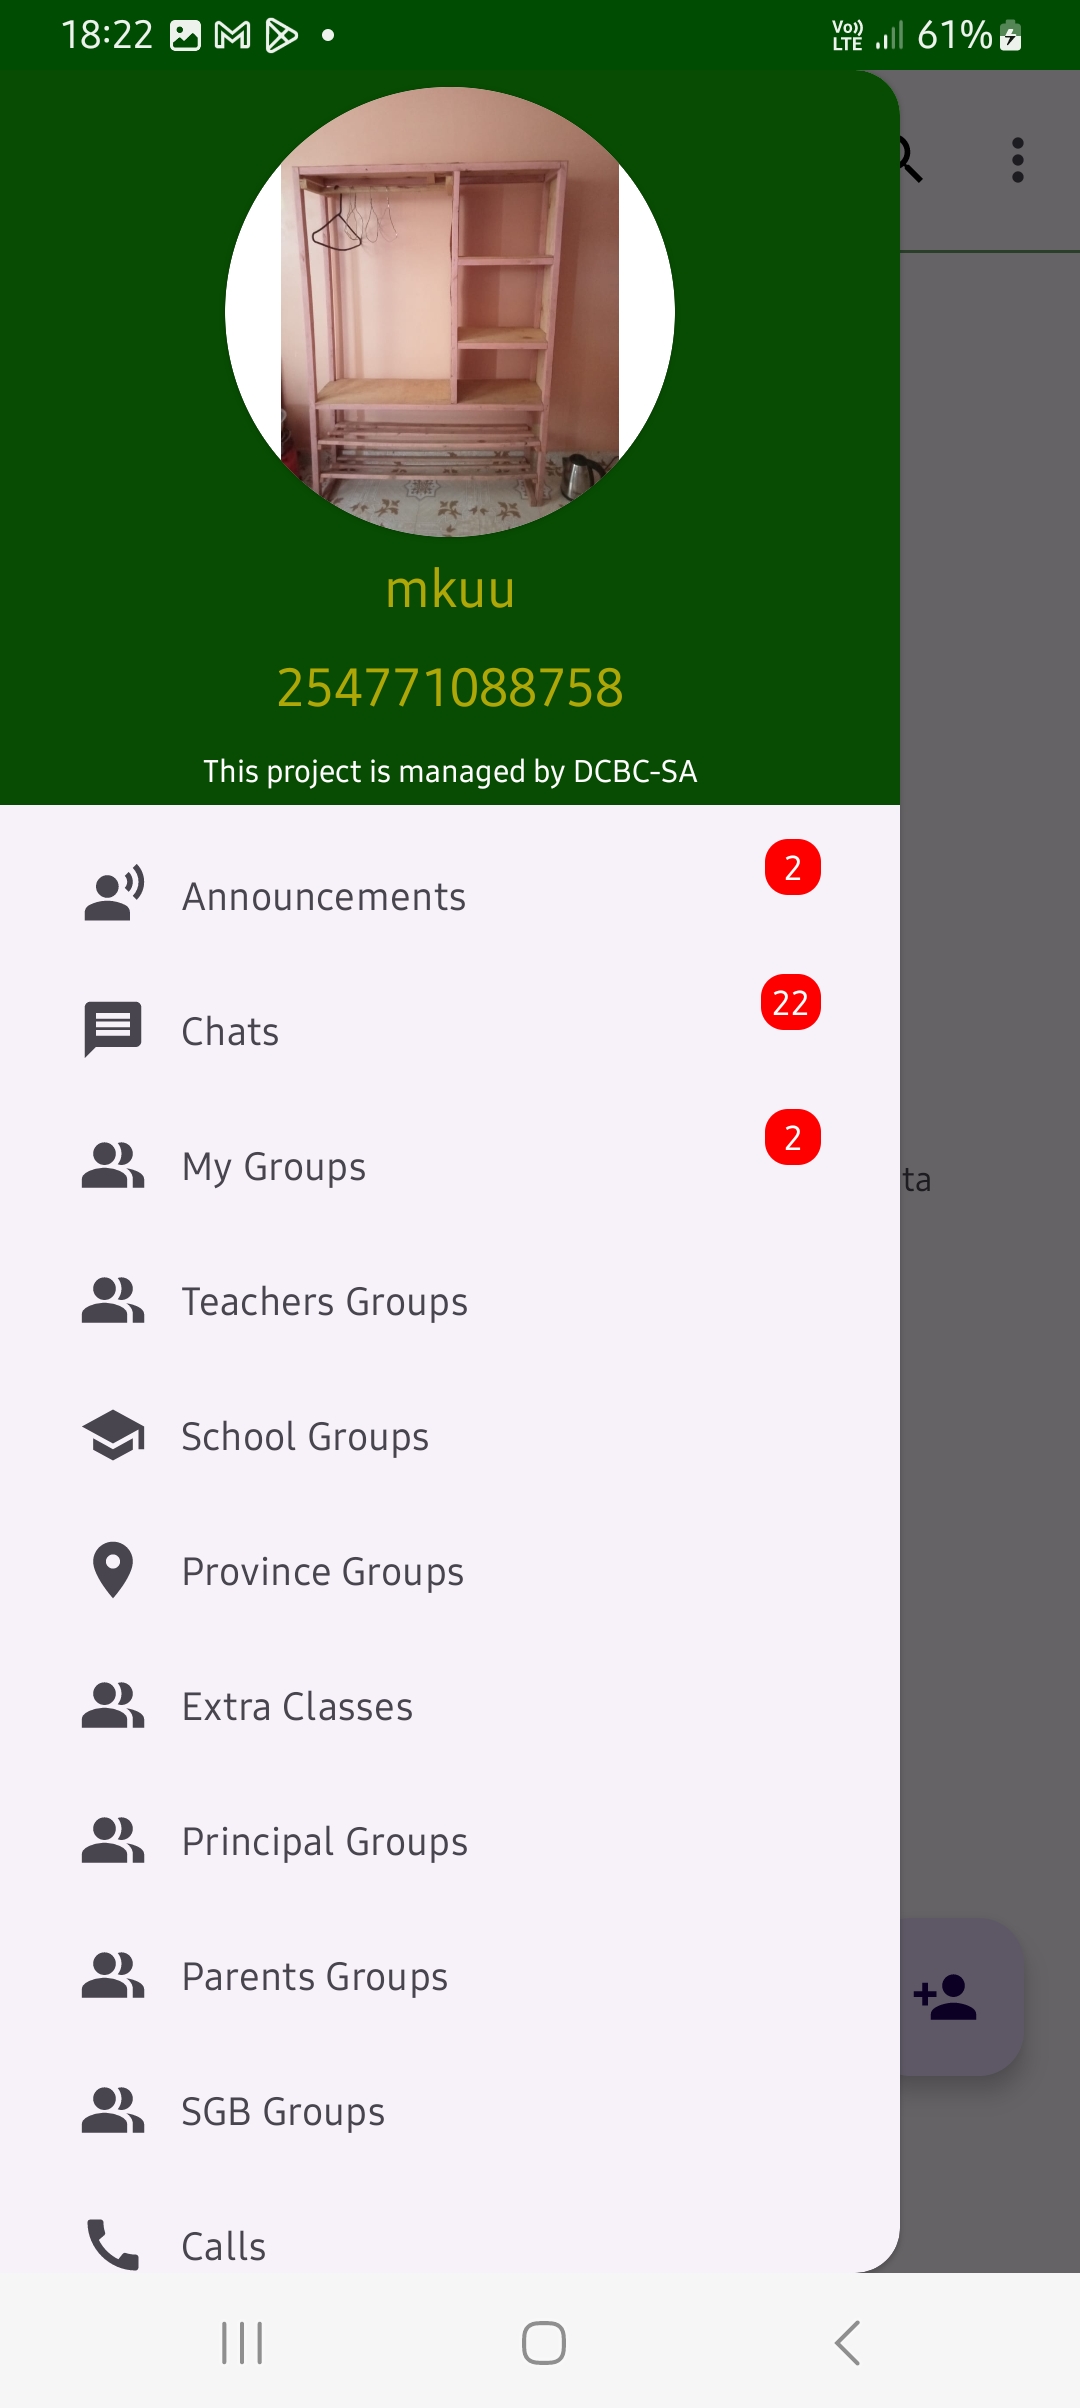 18:22
Vo)) LTE 61%
mkuu
254771088758
This project is managed by DCBC-SA
Announcements 2
Chats 22
My Groups 2
ta
Teachers Groups
School Groups
Province Groups
Extra Classes
Principal Groups
Parents Groups
SGB Groups
Calls